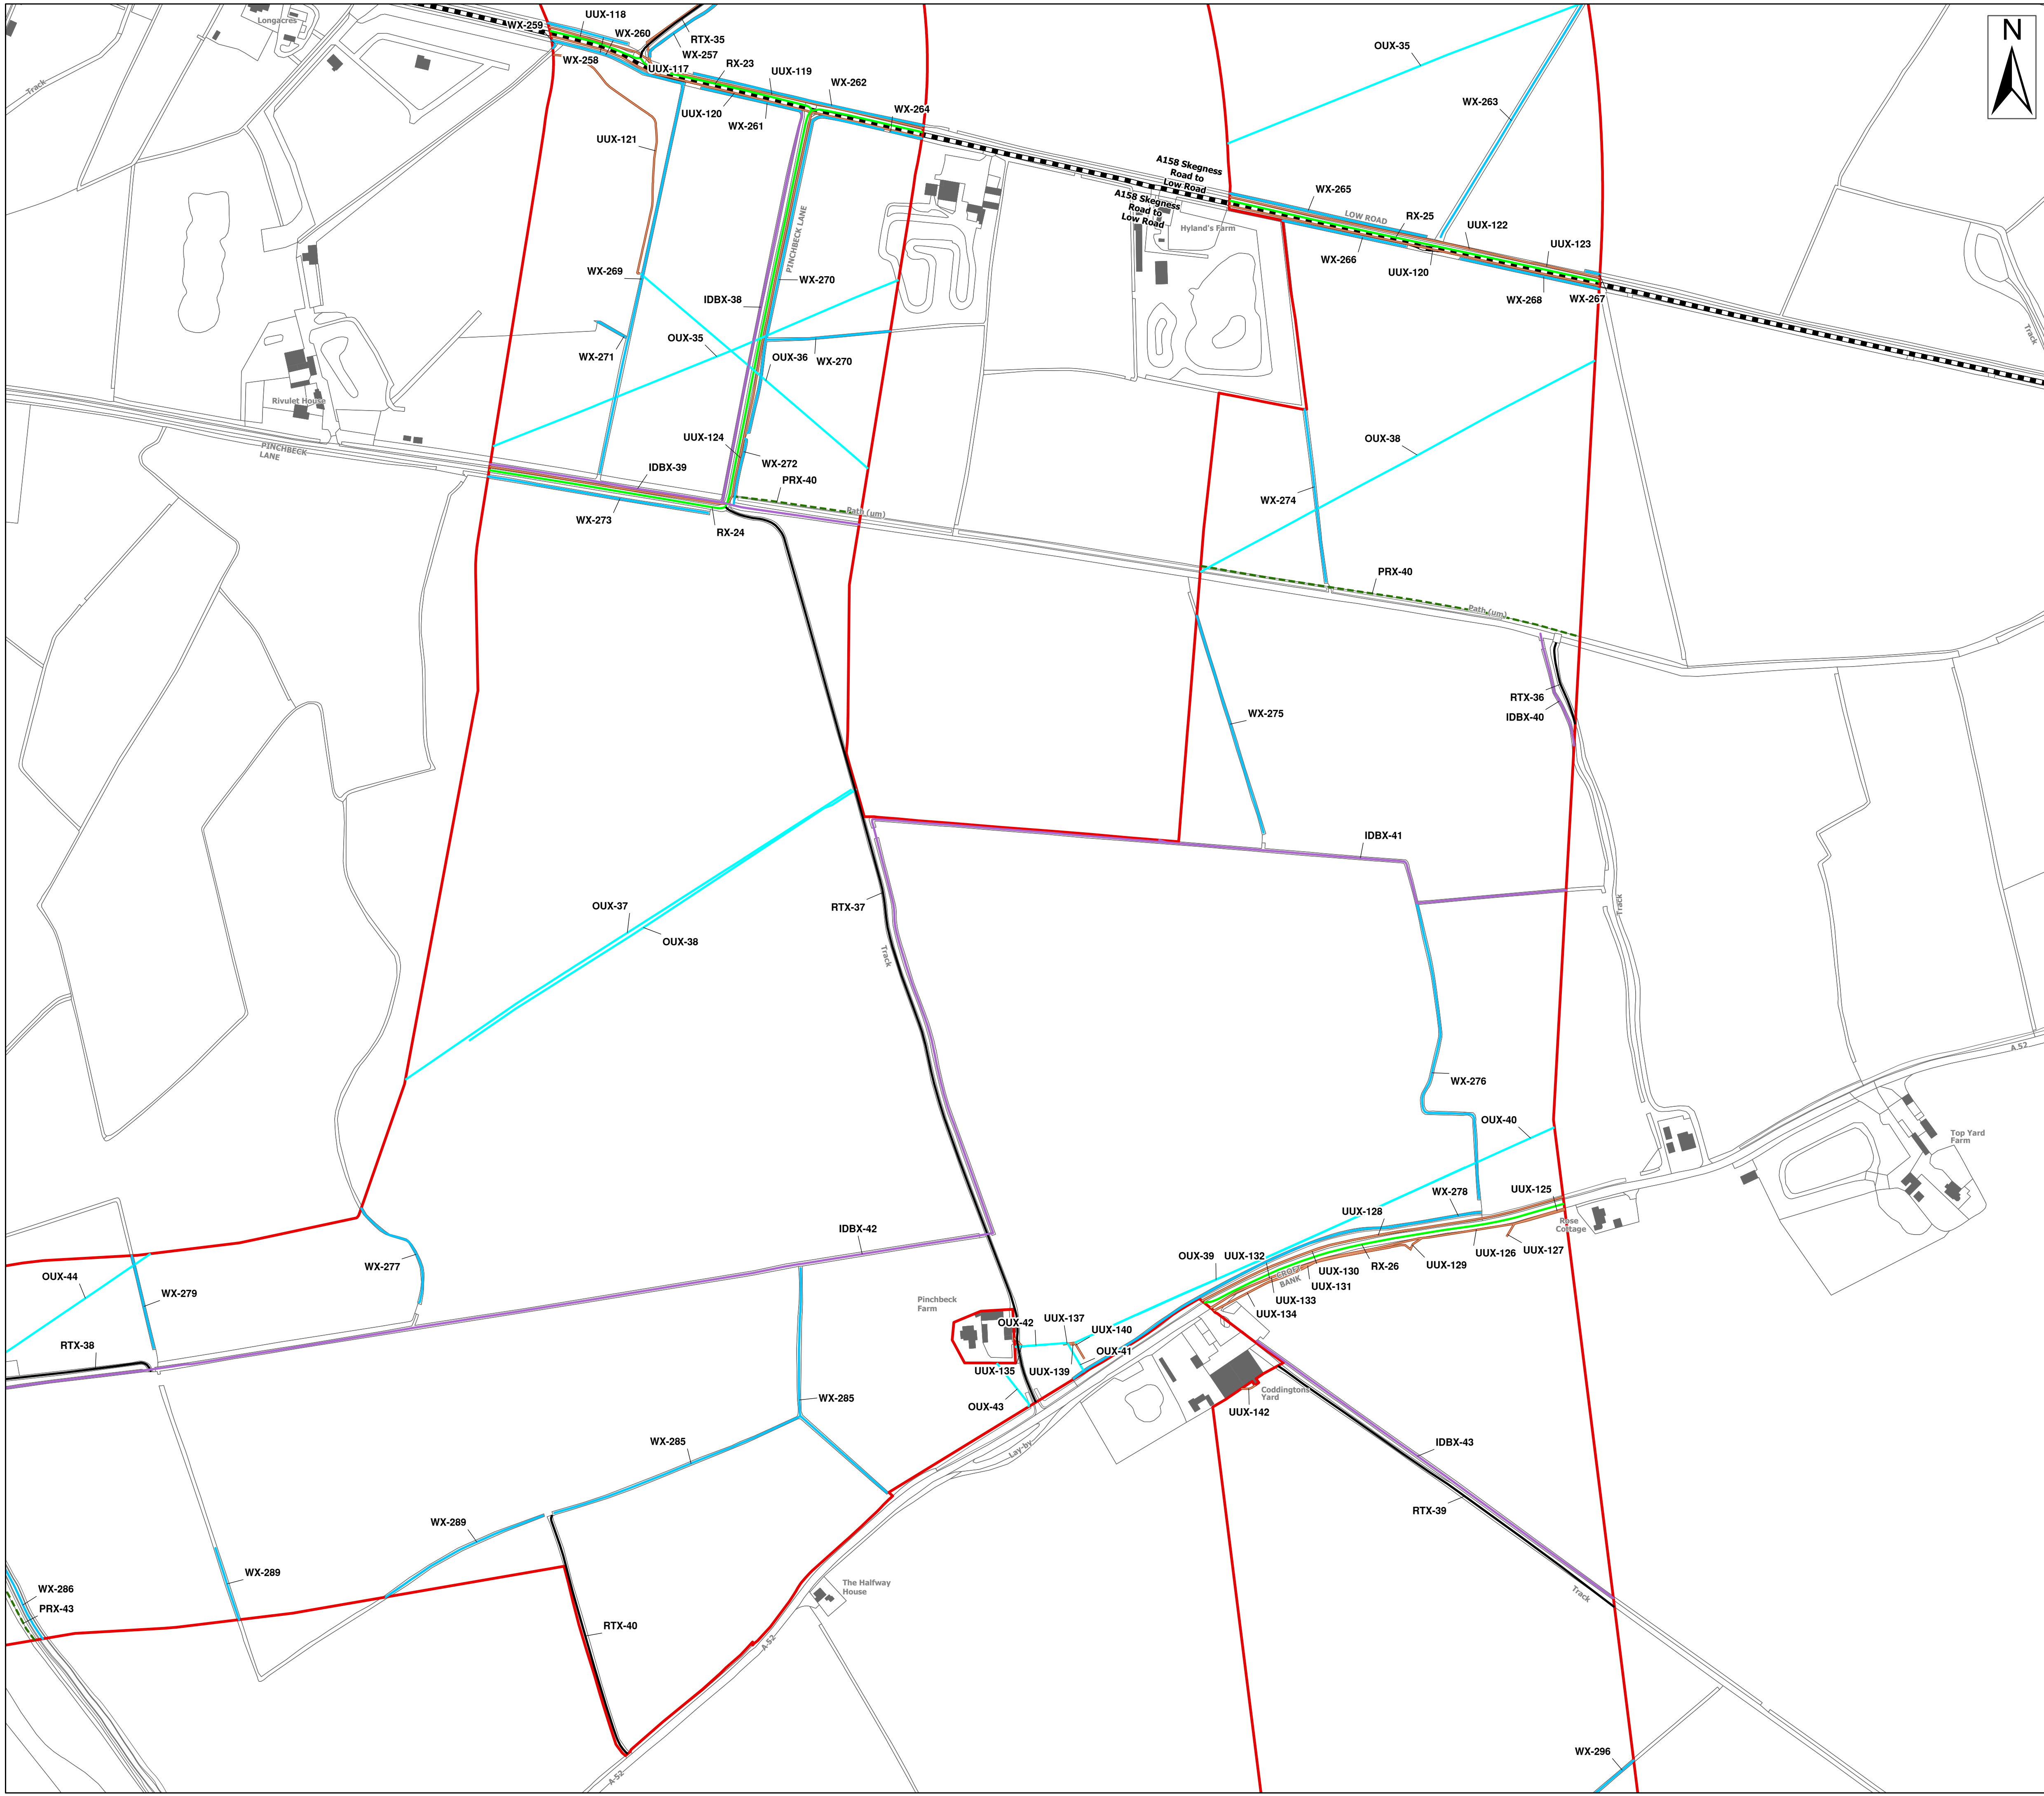 Longacres
WX-259
UUX-118
WX-260
RTX-35
WX-257
WX-258
UUX-117
RX-23
UUX-119
WX-262
WX-264
UUX-120
WX-261
UUX-121
Track
N
OUX-35
WX-263
A158 Skegness
Road to
Low Road
A158 Skegness
Road to
Low Road
WX-265
LOW ROAD
RX-25
UUX-122
UUX-123
Hyland's Farm
WX-266
UUX-120
WX-268
WX-267
Track
PINCHBECK LANE
WX-269
WX-270
IDBX-38
OUX-35
OUX-36
WX-270
WX-271
Rivulet House
PINCHBECK
LANE
UUX-124
WX-272
IDBX-39
PRX-40
WX-273
RX-24
Path (um)
OUX-38
WX-274
PRX-40
Path (um)
RTX-36
IDBX-40
WX-275
IDBX-41
OUX-37
OUX-38
RTX-37
Track
Track
A 52
WX-276
OUX-40
Top Yard
Farm
WX-278
UUX-125
Rose
Cottage
UUX-128
IDBX-42
OUX-39
UUX-132
UUX-130
RX-26
UUX-129
UUX-126
UUX-127
CROFT
BANK
UUX-131
UUX-133
UUX-134
WX-277
OUX-44
WX-279
RTX-38
Pinchbeck
Farm
OUX-42
UUX-137
UUX-140
OUX-41
UUX-135
UUX-139
OUX-43
Coddingtons
Yard
UUX-142
WX-285
WX-285
Lay-by
IDBX-43
RTX-39
WX-289
WX-289
Track
The Halfway
House
WX-286
PRX-43
RTX-40
A 52
A 52
WX-296